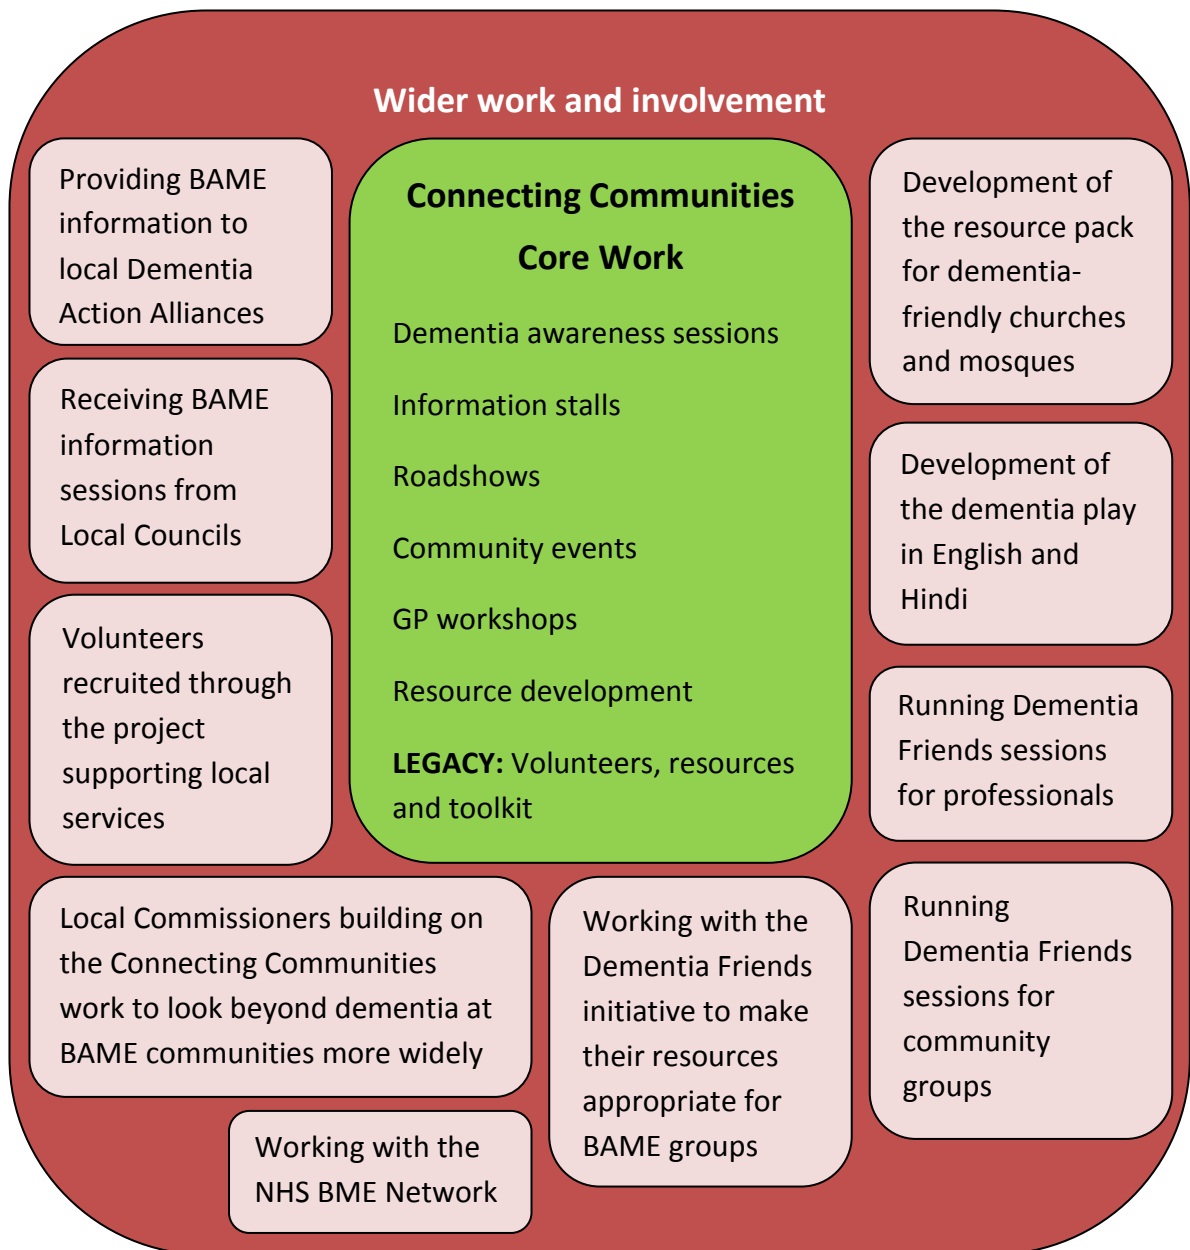 Wider work and involvement
Providing BAME
information to
local Dementia
Action Alliances
Receiving BAME
information
sessions from
Local Councils
Volunteers
recruited through
the project
supporting local
services
Connecting Communities
Core Work
Dementia awareness sessions
Information stalls
Roadshows
Community events
GP workshops
Resource development
LEGACY: Volunteers, resources
and toolkit
Development of
the resource pack
for dementia-
friendly churches
and mosques
Development of
the dementia play
in English and
Hindi
Running Dementia
Friends sessions
for professionals
Running
Dementia Friends
sessions for
community
groups
Local Commissioners building on
the Connecting Communities
work to look beyond dementia at
BAME communities more widely
Working with the
Dementia Friends
initiative to make
their resources
appropriate for
BAME groups
Working with the
NHS BME Network